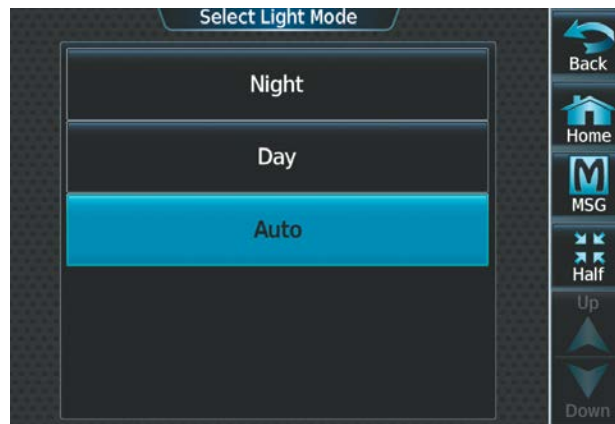 Select Light Mode
Night
Day
Auto
Back
Home
MSG
Half
Up
Down